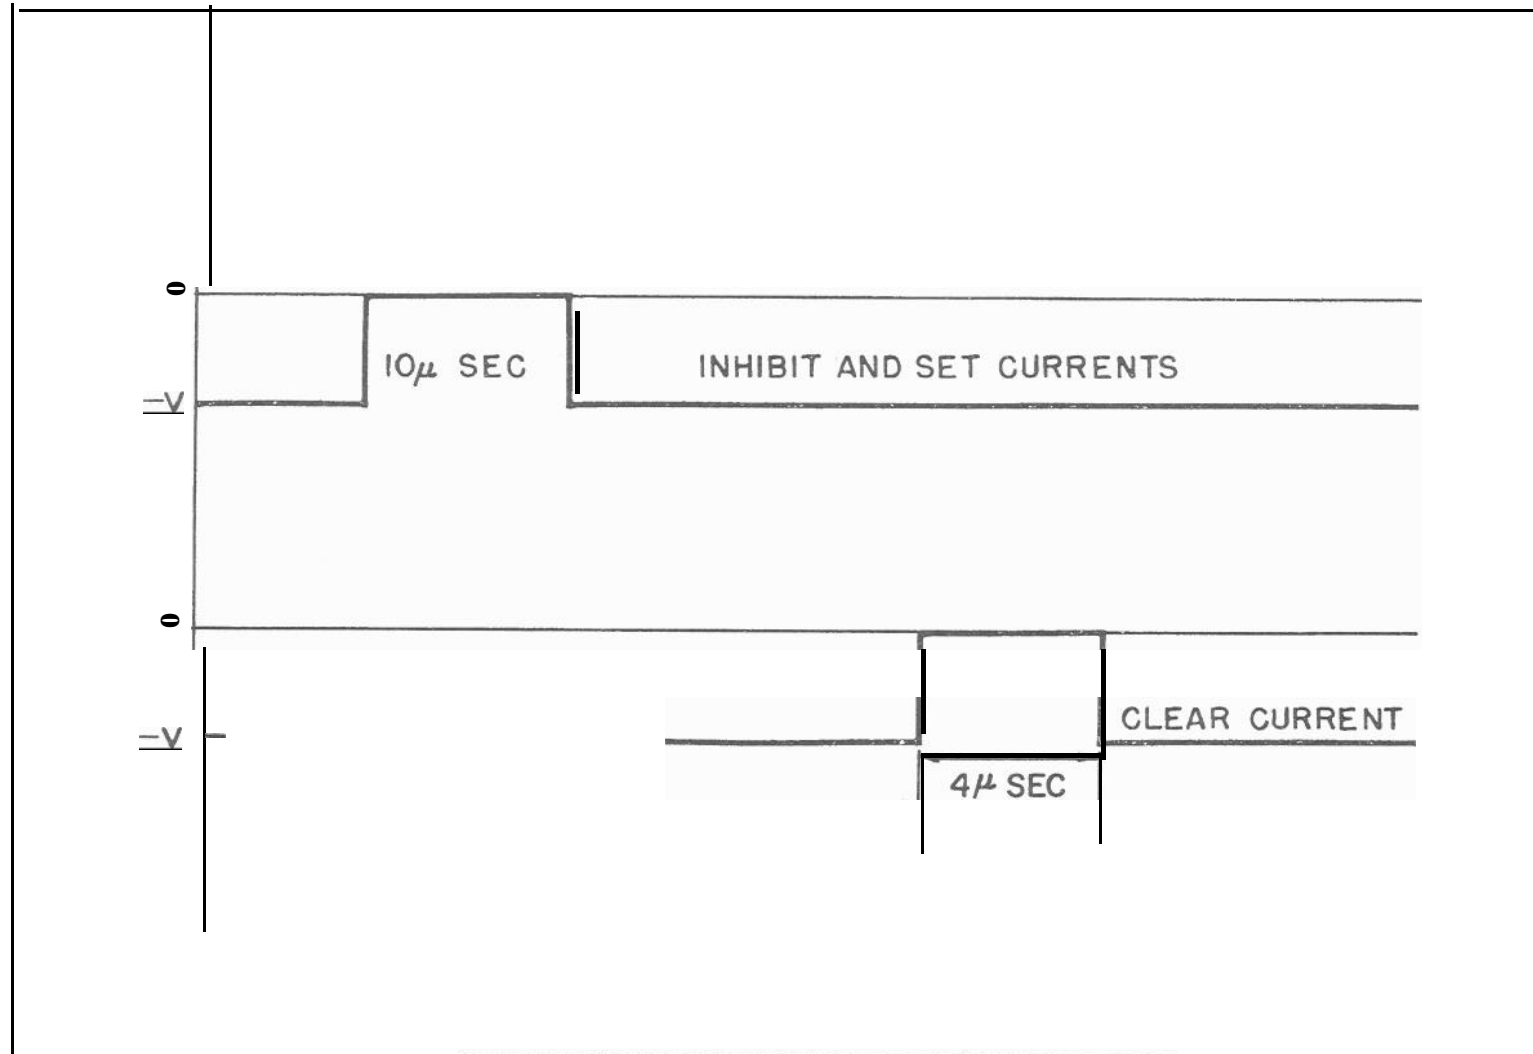 0
10μ SEC
INHIBIT AND SET CURRENTS
-V
0
-V
CLEAR CURRENT
4μ SEC